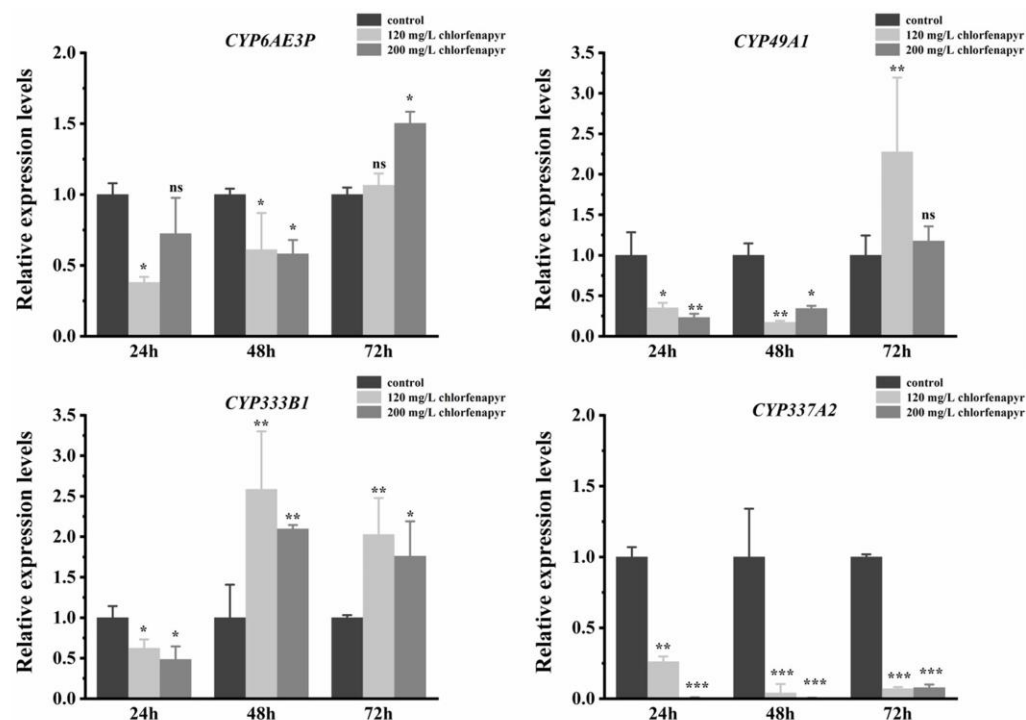 CYP6AE3P
control
120 mg/L chlorfenapyr
200 mg/L chlorfenapyr
Relative expression levels
2.0
1.5
1.0
0.5
0.0
* ns * * ns *
24h 48h 72h
CYP49A1
control
120 mg/L chlorfenapyr
200 mg/L chlorfenapyr
Relative expression levels
3.5
3.0
2.5
2.0
1.5
1.0
0.5
0.0
* ** ** * ** ns
24h 48h 72h
CYP333B1
control
120 mg/L chlorfenapyr
200 mg/L chlorfenapyr
Relative expression levels
3.5
3.0
2.5
2.0
1.5
1.0
0.5
0.0
* * ** ** ** *
24h 48h 72h
CYP337A2
control
120 mg/L chlorfenapyr
200 mg/L chlorfenapyr
Relative expression levels
2.0
1.5
1.0
0.5
0.0
** *** *** *** *** ***
24h 48h 72h